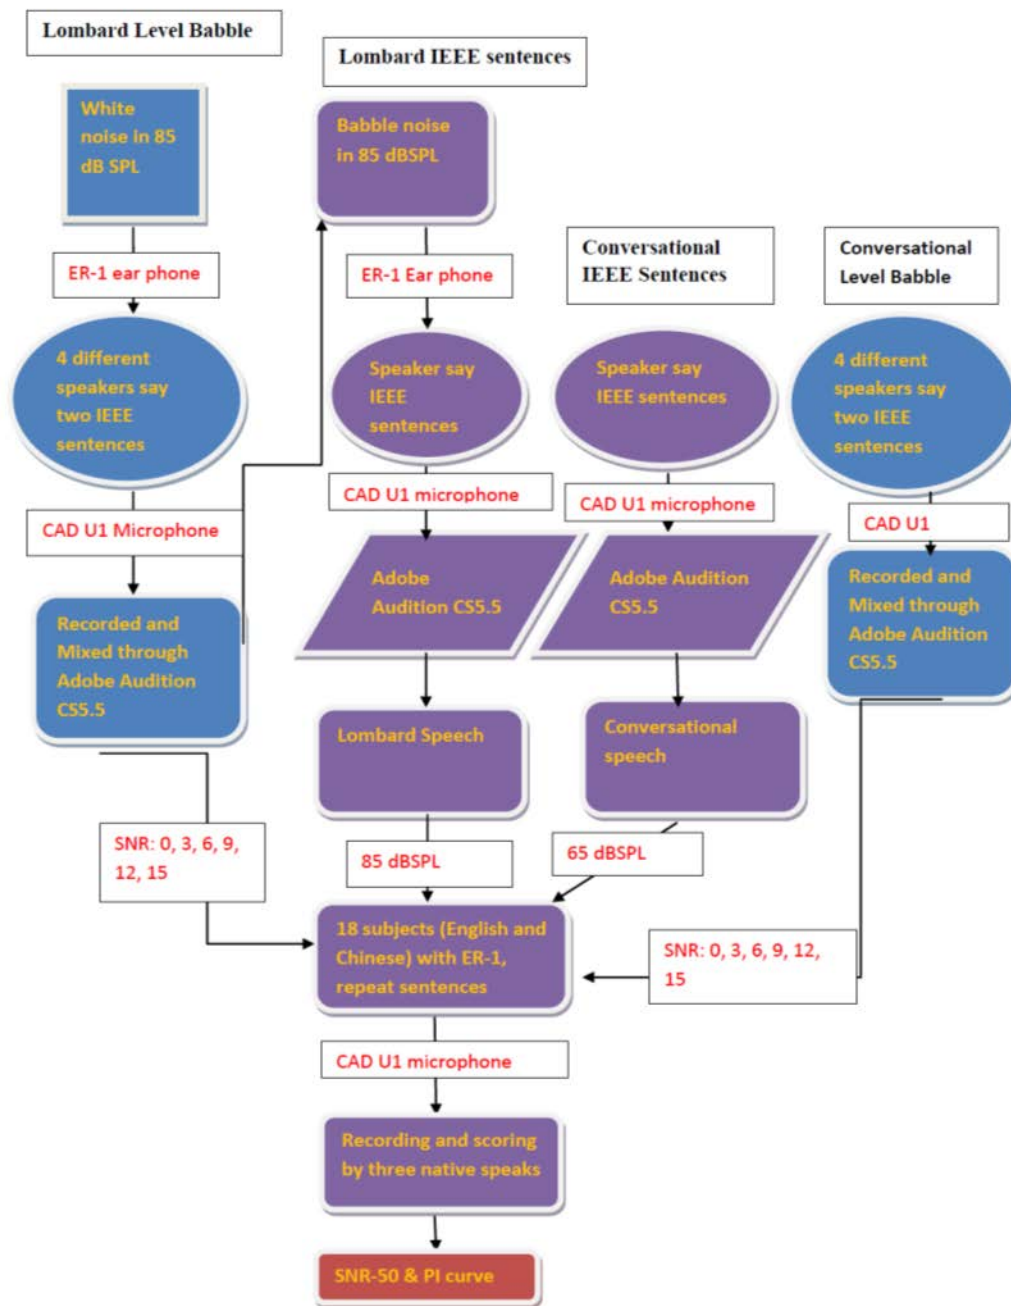 Lombard Level Babble
Lombard IEEE sentences
White
noise in 85
dB SPL
Babble noise
in 85 dBSPL
Conversational
IEEE Sentences
Conversational
Level Babble
ER-1 ear phone
ER-1 Ear phone
4 different
speakers say
two IEEE
sentences
Speaker say
IEEE
sentences
Speaker say
IEEE sentences
4 different
speakers say
two IEEE
sentences
CAD U1 Microphone
CAD U1 microphone
CAD U1 microphone
CAD U1
Recorded and
Mixed through
Adobe Audition
CS5.5
Adobe
Audition CS5.5
Adobe Audition
CS5.5
Recorded and
Mixed through
Adobe Audition
CS5.5
Lombard Speech
Conversational
speech
SNR: 0, 3, 6, 9,
12, 15
85 dBSPL
65 dBSPL
18 subjects (English and
Chinese) with ER-1,
repeat sentences
SNR: 0, 3, 6, 9, 12,
15
CAD U1 microphone
Recording and scoring
by three native speaks
SNR-50 & PI curve